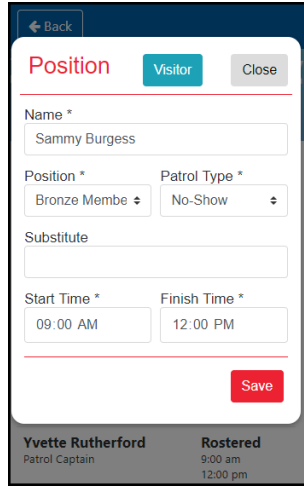 Back
Position Visitor Close
Name *
Sammy Burgess
Position * Patrol Type *
Bronze Membe No-Show
Substitute
Start Time * Finish Time *
09:00 AM 12:00 PM
Save
Yvette Rutherford Rostered
Patrol Captain 9:00 am
12:00 pm